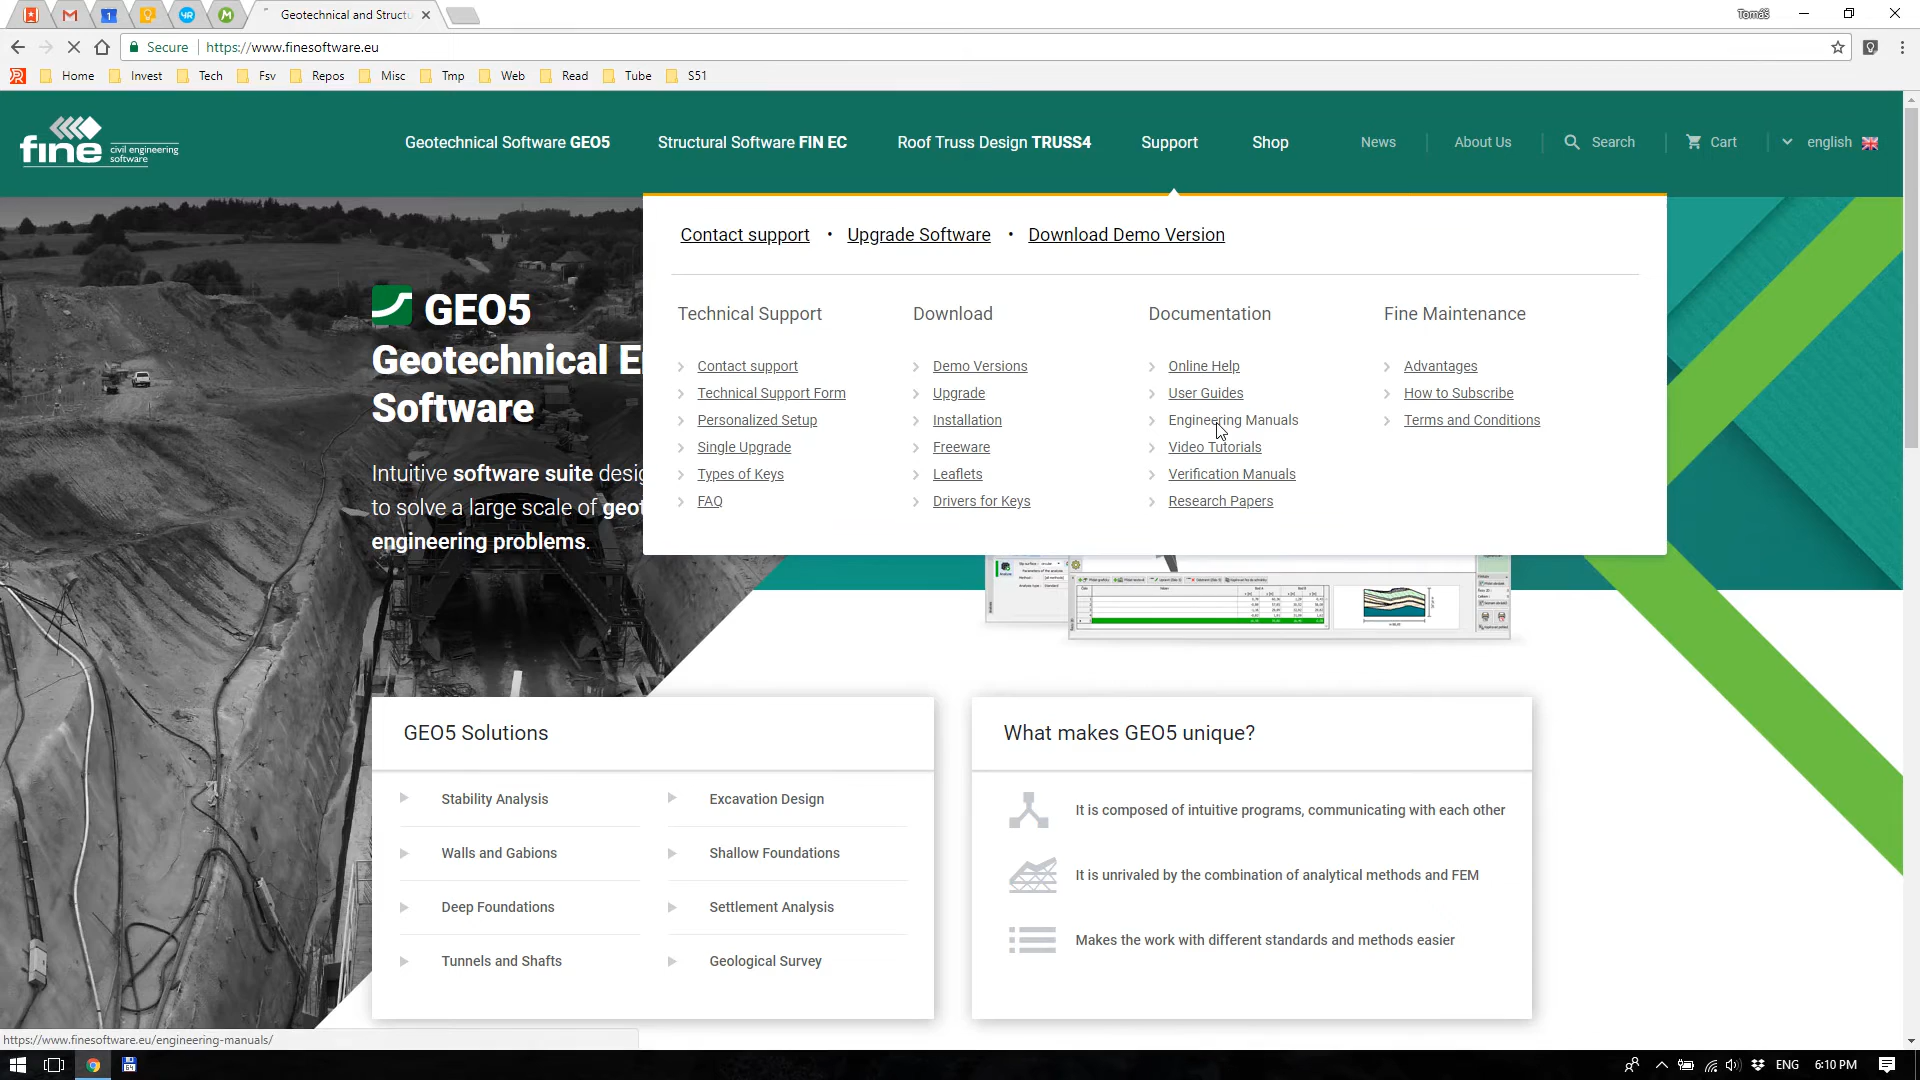 Geotechnical and Structu
Tomáš
Secure
https://www.finesoftware.eu
Home
Invest
Tech
Fsv
Repos
Misc
Tmp
Web
Read
Tube
S51
fine civil engineering software
Geotechnical Software GEO5
Structural Software FIN EC
Roof Truss Design TRUSS4
Support
Shop
News
About Us
Search
Cart
english
Contact support • Upgrade Software • Download Demo Version
Technical Support
Contact support
Technical Support Form
Personalized Setup
Single Upgrade
Types of Keys
FAQ
Download
Demo Versions
Upgrade
Installation
Freeware
Leaflets
Drivers for Keys
Documentation
Online Help
User Guides
Engineering Manuals
Video Tutorials
Verification Manuals
Research Papers
Fine Maintenance
Advantages
How to Subscribe
Terms and Conditions
GEO5
Geotechnical E
Software
Intuitive software suite desig
to solve a large scale of geot
engineering problems.
GEO5 Solutions
Stability Analysis
Excavation Design
Walls and Gabions
Shallow Foundations
Deep Foundations
Settlement Analysis
Tunnels and Shafts
Geological Survey
What makes GEO5 unique?
It is composed of intuitive programs, communicating with each other
It is unrivaled by the combination of analytical methods and FEM
Makes the work with different standards and methods easier
https://www.finesoftware.eu/engineering-manuals/
ENG
6:10 PM